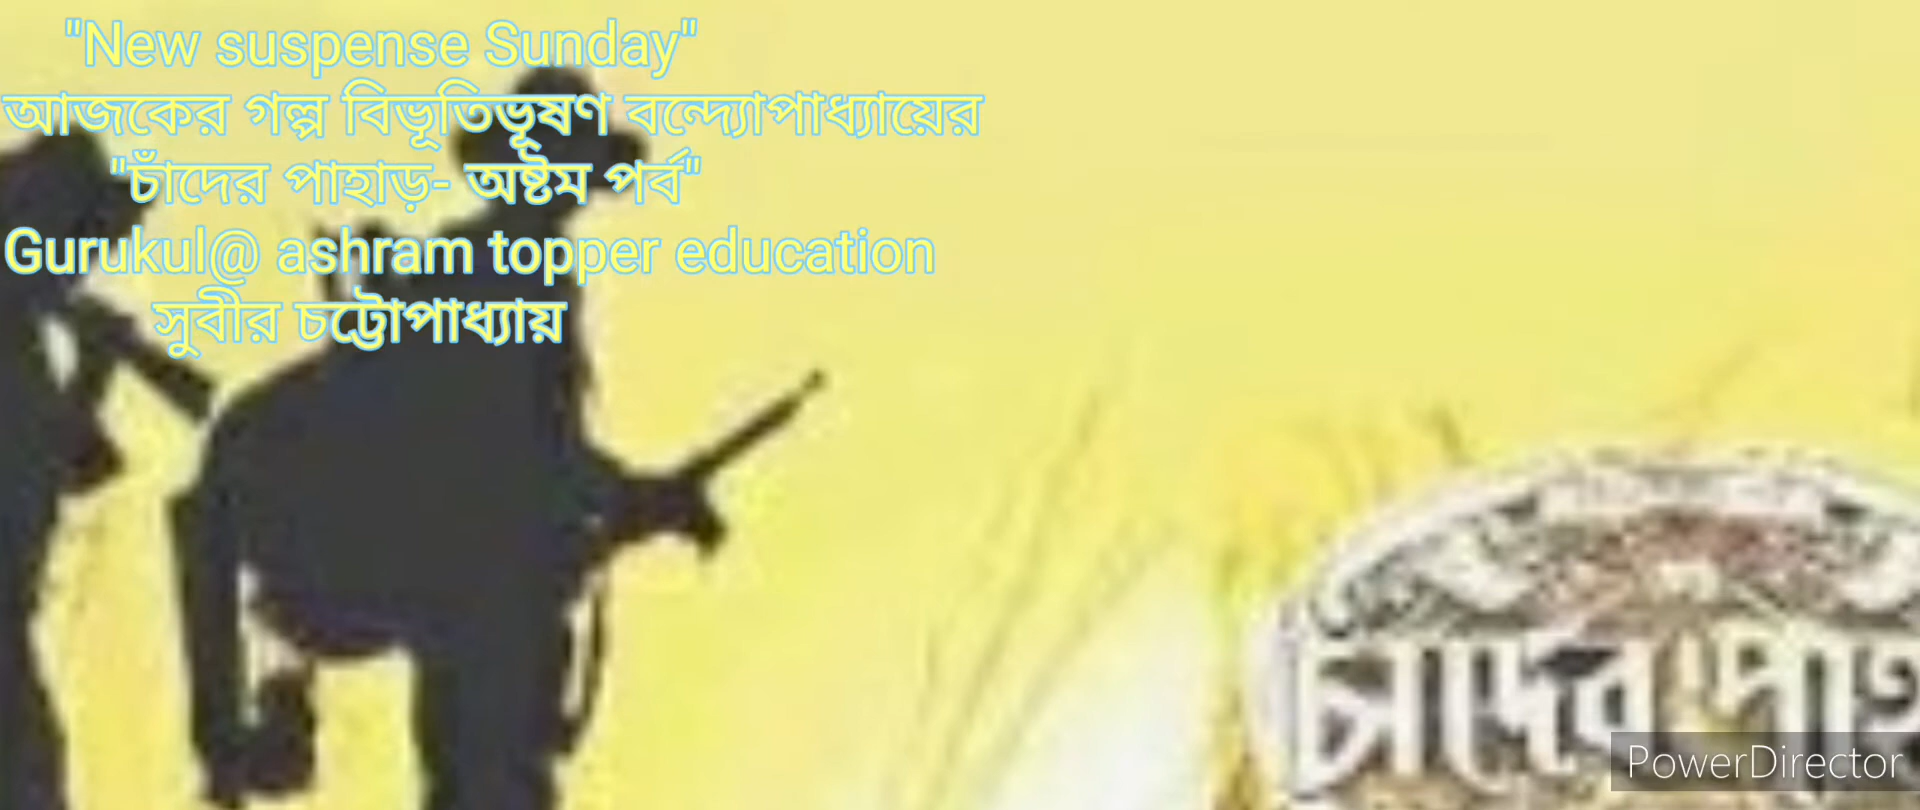 "New suspense Sunday"
আজকের গল্প বিভূতিভূষণ বন্দ্যোপাধ্যায়ের
"চাঁদের পাহাড়- অষ্টম পর্ব"
Gurukul@ ashram topper education
সুবীর চট্টোপাধ্যায়
চাঁদের
PowerDirector